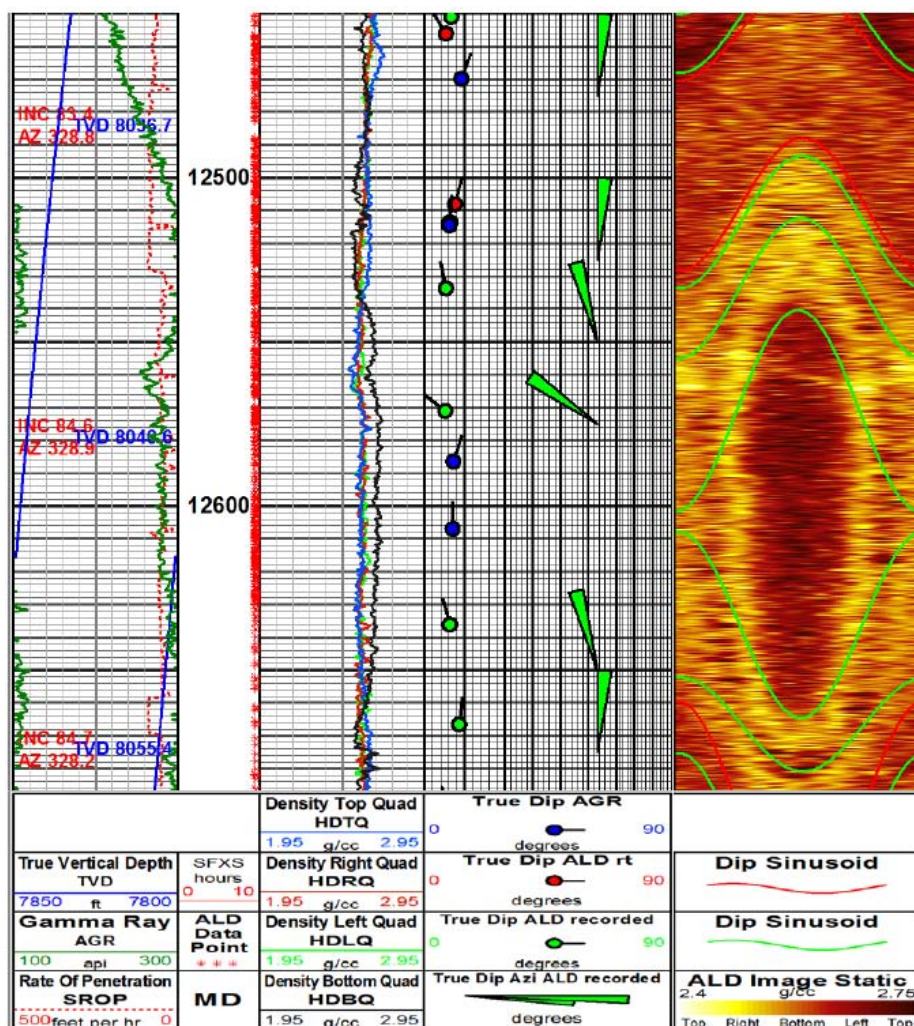 INC 83.4
TVD 8036.7
AZ 328.8
12500
INC 84.6
TVD 8046.6
AZ 328.9
12600
INC 84.7
TVD 8055.4
AZ 328.2
Density Top Quad
HDTQ
1.95 g/cc 2.95
True Dip AGR
0 90
degrees
True Vertical Depth
TVD
7850 ft 7800
SFXS
hours
0 10
Density Right Quad
HDRQ
1.95 g/cc 2.95
True Dip ALD rt
0 90
degrees
Dip Sinusoid
Gamma Ray
AGR
100 api 300
ALD
Data
Point
* * *
Density Left Quad
HDLQ
1.95 g/cc 2.95
True Dip ALD recorded
0 90
degrees
Dip Sinusoid
Rate Of Penetration
SROP
500 feet per hr 0
MD
Density Bottom Quad
HDBQ
1.95 g/cc 2.95
True Dip Azi ALD recorded
degrees
ALD Image Static
2.4 g/cc 2.75
Top Right Bottom Left Top